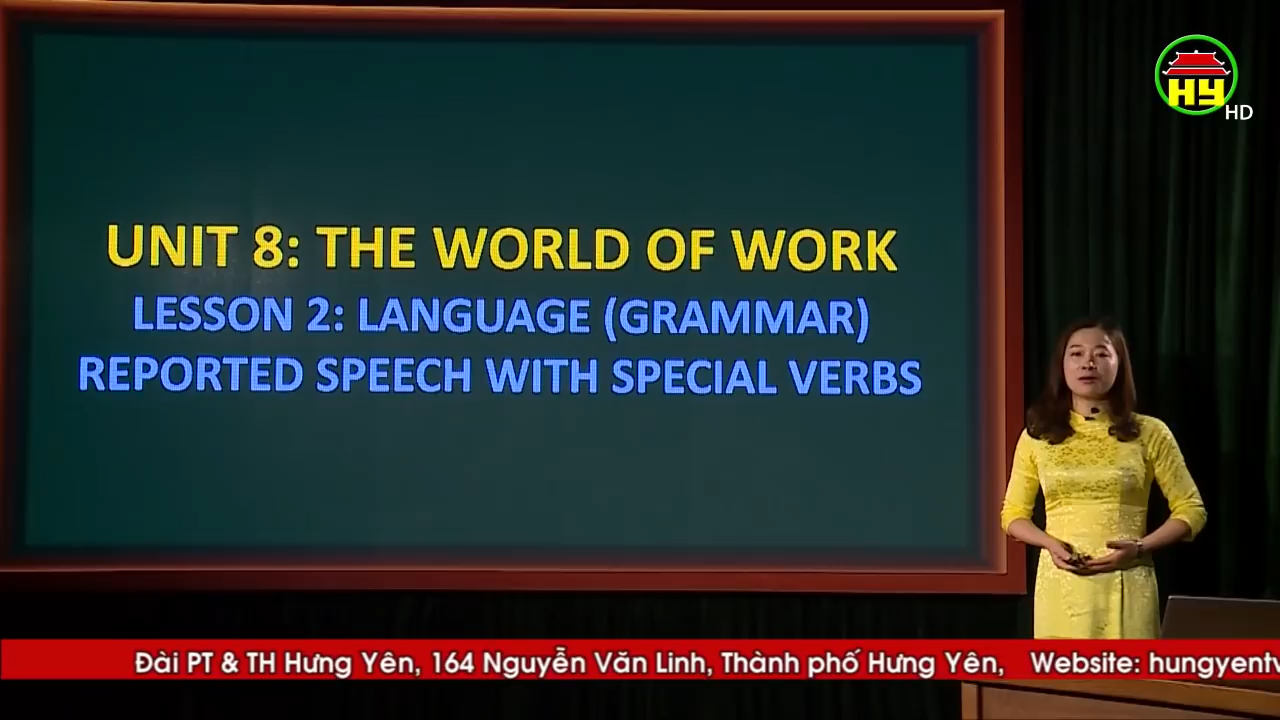 HY
HD
UNIT 8: THE WORLD OF WORK
LESSON 2: LANGUAGE (GRAMMAR)
REPORTED SPEECH WITH SPECIAL VERBS
Đài PT & TH Hưng Yên, 164 Nguyễn Văn Linh, Thành phố Hưng Yên, Website: hungyentv